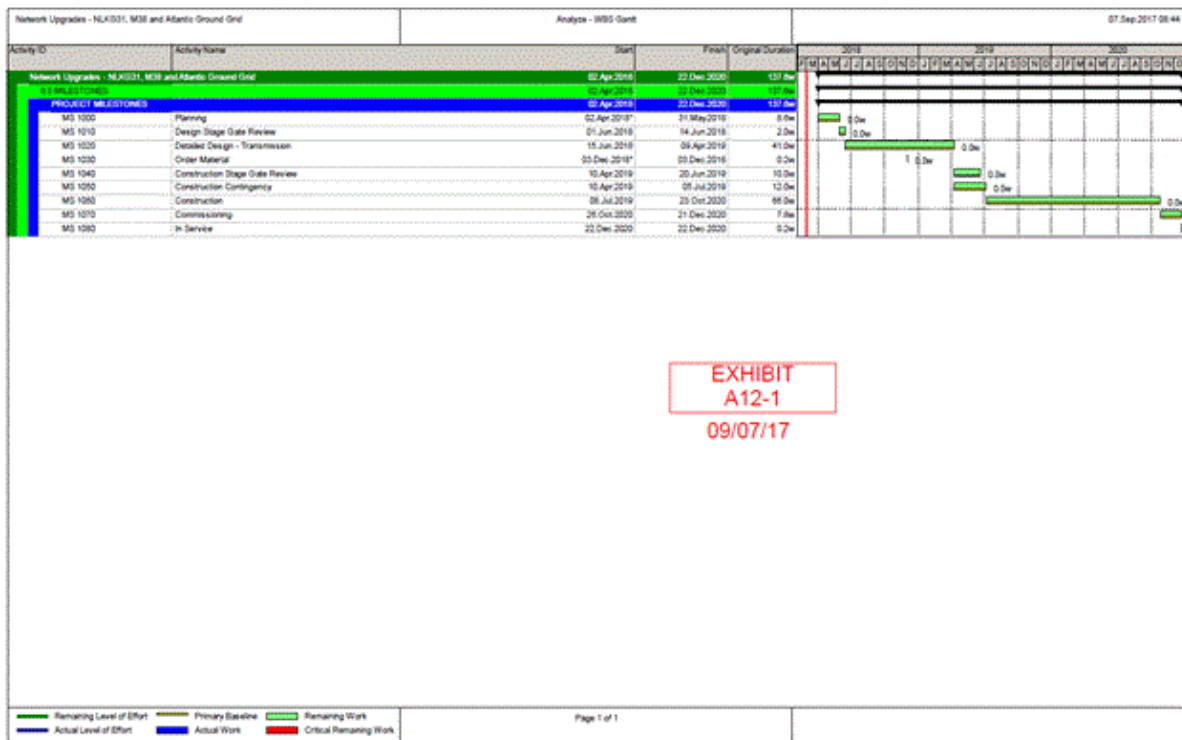 Network Upgrades - NLKG31, M38 and Atlantic Ground Grid Analyze - WBS Gantt 07.Sep.2017 08:44
Activity ID Activity Name Start Finish Original Duration 2018 2019 2020
F M A M J J A S O N D J F M A M J J A S O N D J F M A M J J A S O N D
Network Upgrades - NLKG31, M38 and Atlantic Ground Grid 02.Apr.2018 22.Dec.2020 137.8w
0.0 MILESTONES 02.Apr.2018 22.Dec.2020 137.8w
PROJECT MILESTONES 02.Apr.2018 22.Dec.2020 137.8w
MS 1000 Planning 02.Apr.2018* 31.May.2018 8.6w 0.0w
MS 1010 Design Stage Gate Review 01.Jun.2018 14.Jun.2018 2.0w 0.0w
MS 1020 Detailed Design - Transmission 15.Jun.2018 09.Apr.2019 41.0w 0.0w
MS 1030 Order Material 03.Dec.2018* 03.Dec.2018 0.2w 0.0w
MS 1040 Construction Stage Gate Review 10.Apr.2019 20.Jun.2019 10.0w 0.0w
MS 1050 Construction Contingency 10.Apr.2019 05.Jul.2019 12.0w 0.0w
MS 1060 Construction 08.Jul.2019 23.Oct.2020 66.0w 0.0w
MS 1070 Commissioning 26.Oct.2020 21.Dec.2020 7.8w
MS 1080 In Service 22.Dec.2020 22.Dec.2020 0.2w
EXHIBIT
A12-1
09/07/17
Remaining Level of Effort Primary Baseline Remaining Work Page 1 of 1
Actual Level of Effort Actual Work Critical Remaining Work